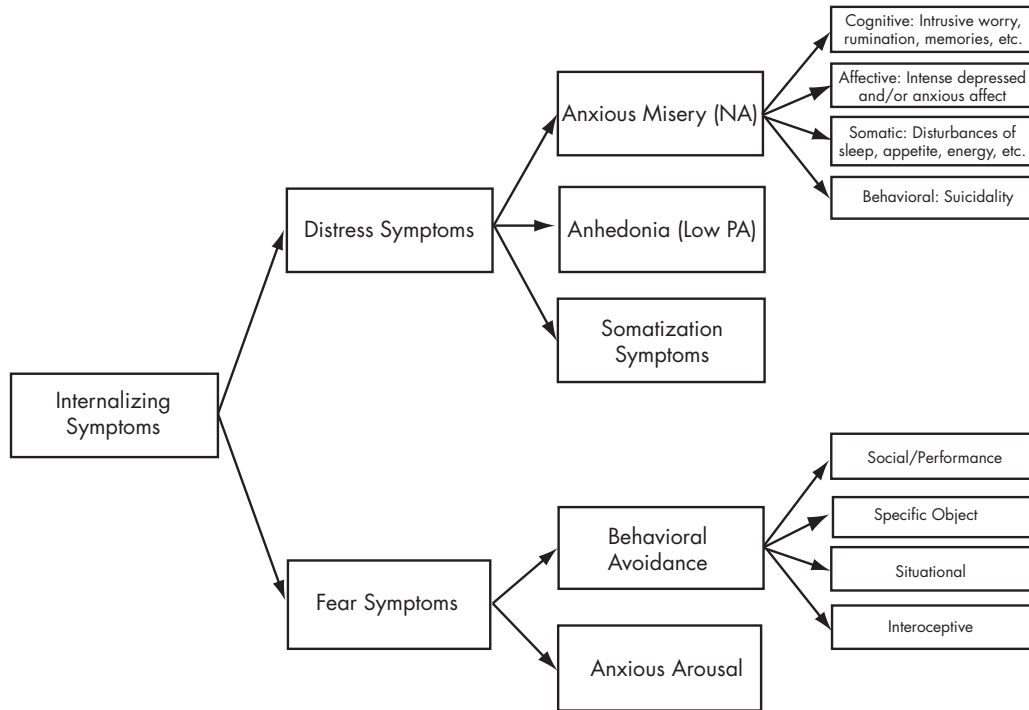 Cognitive: Intrusive worry,
rumination, memories, etc.
Affective: Intense depressed
and/or anxious affect
Anxious Misery (NA)
Somatic: Disturbances of
sleep, appetite, energy, etc.
Behavioral: Suicidality
Distress Symptoms
Anhedonia (Low PA)
Somatization
Symptoms
Internalizing
Symptoms
Social/Performance
Specific Object
Behavioral
Avoidance
Situational
Fear Symptoms
Interoceptive
Anxious Arousal